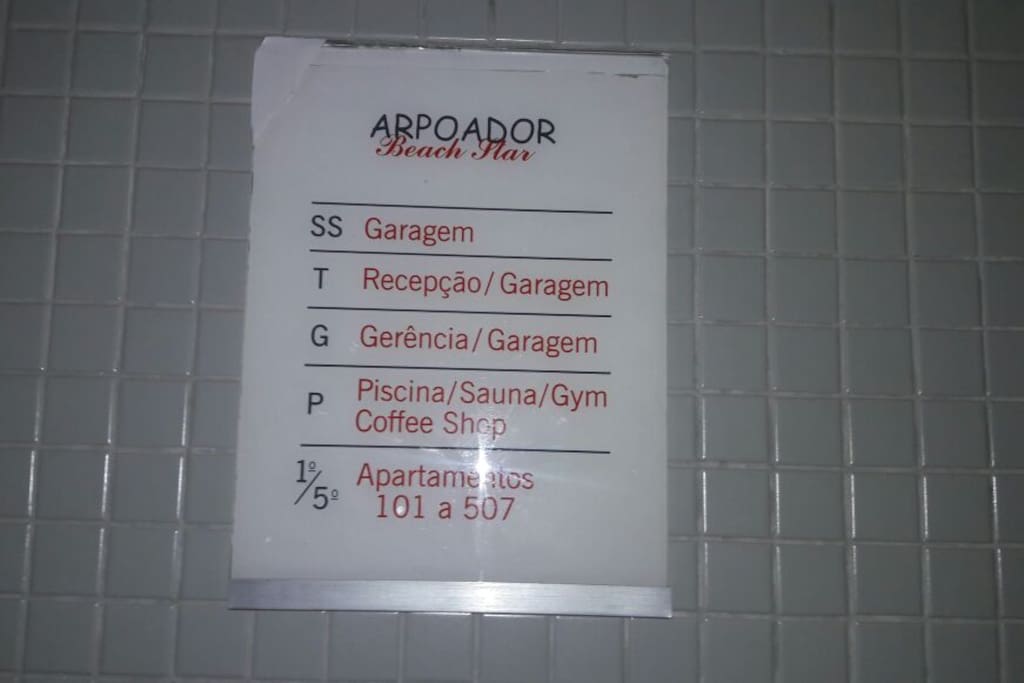 ARPOADOR
Beach Star
SS Garagem
T Recepção/Garagem
G Gerência/Garagem
P Piscina/Sauna/Gym
Coffee Shop
1º/5º Apartamentos
101 a 507